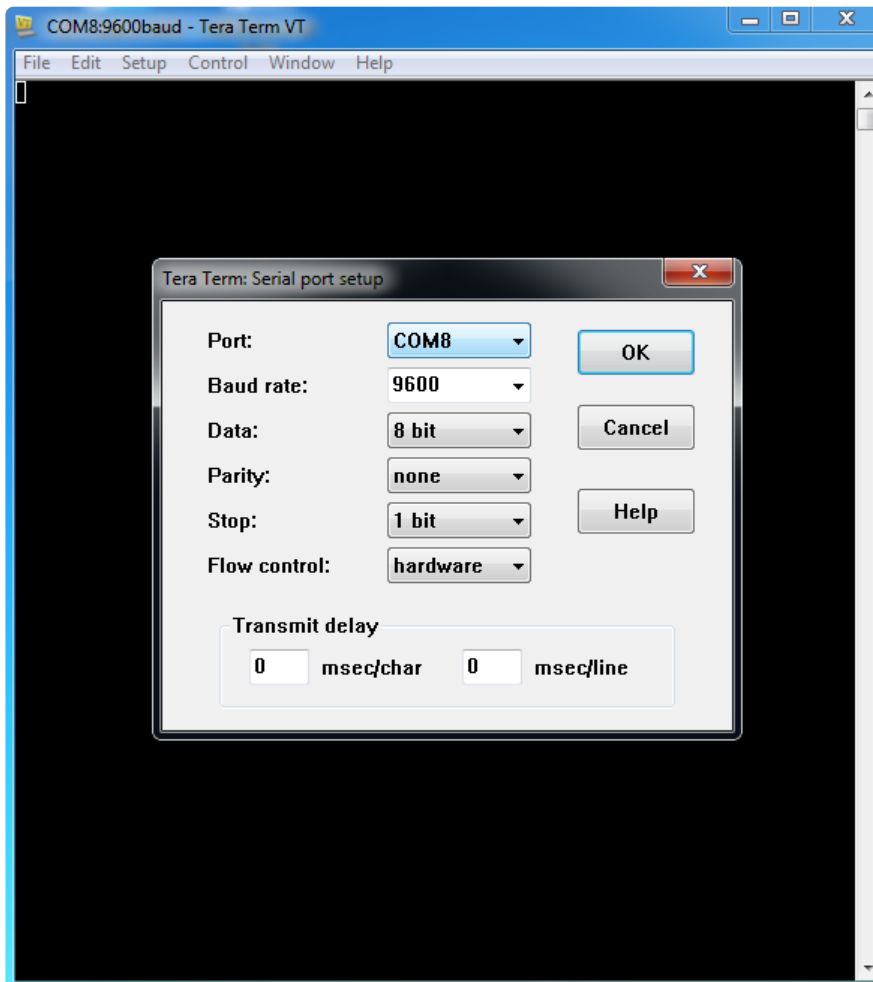 COM8:9600baud - Tera Term VT
File Edit Setup Control Window Help
Tera Term: Serial port setup
Port: COM8
OK
Baud rate: 9600
Data: 8 bit
Cancel
Parity: none
Stop: 1 bit
Help
Flow control: hardware
Transmit delay
0 msec/char 0 msec/line